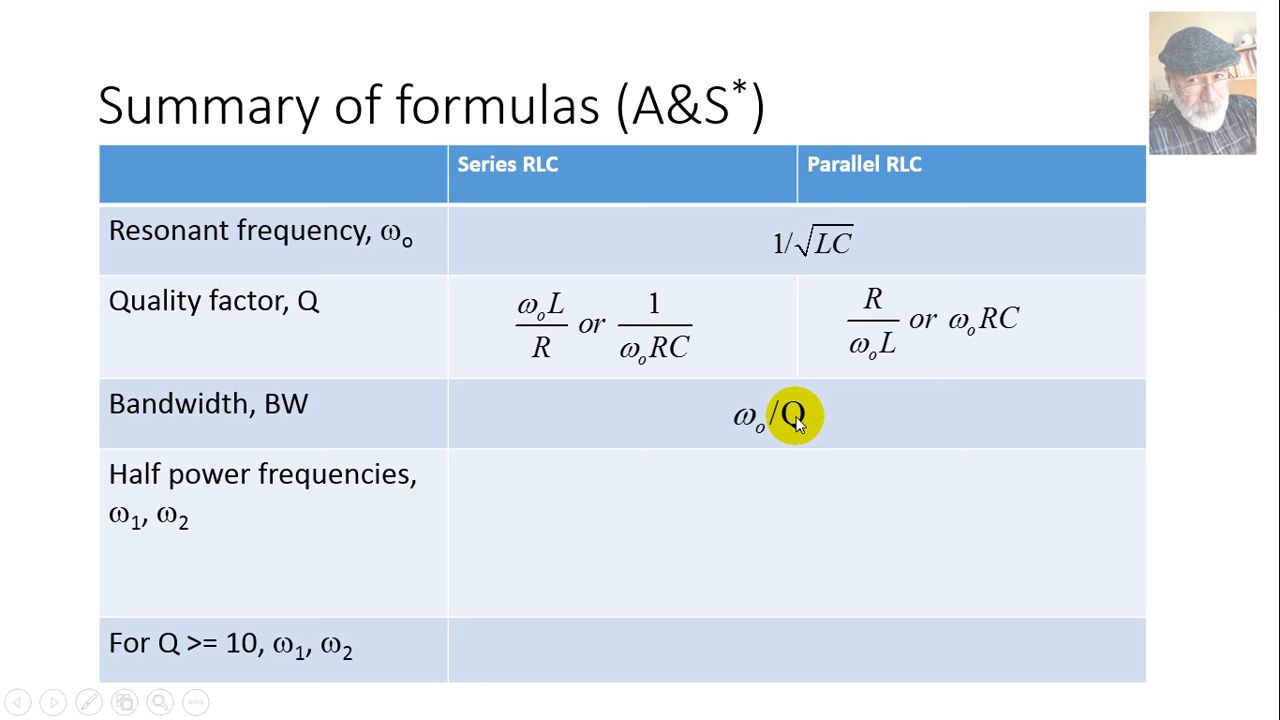 Summary of formulas (A&S*)
Series RLC
Parallel RLC
Resonant frequency, ωo
1/√LC
Quality factor, Q
ωoL/R or 1/ωoRC
R/ωoL or ωoRC
Bandwidth, BW
ωo/Q
Half power frequencies,
ω1, ω2
For Q >= 10, ω1, ω2